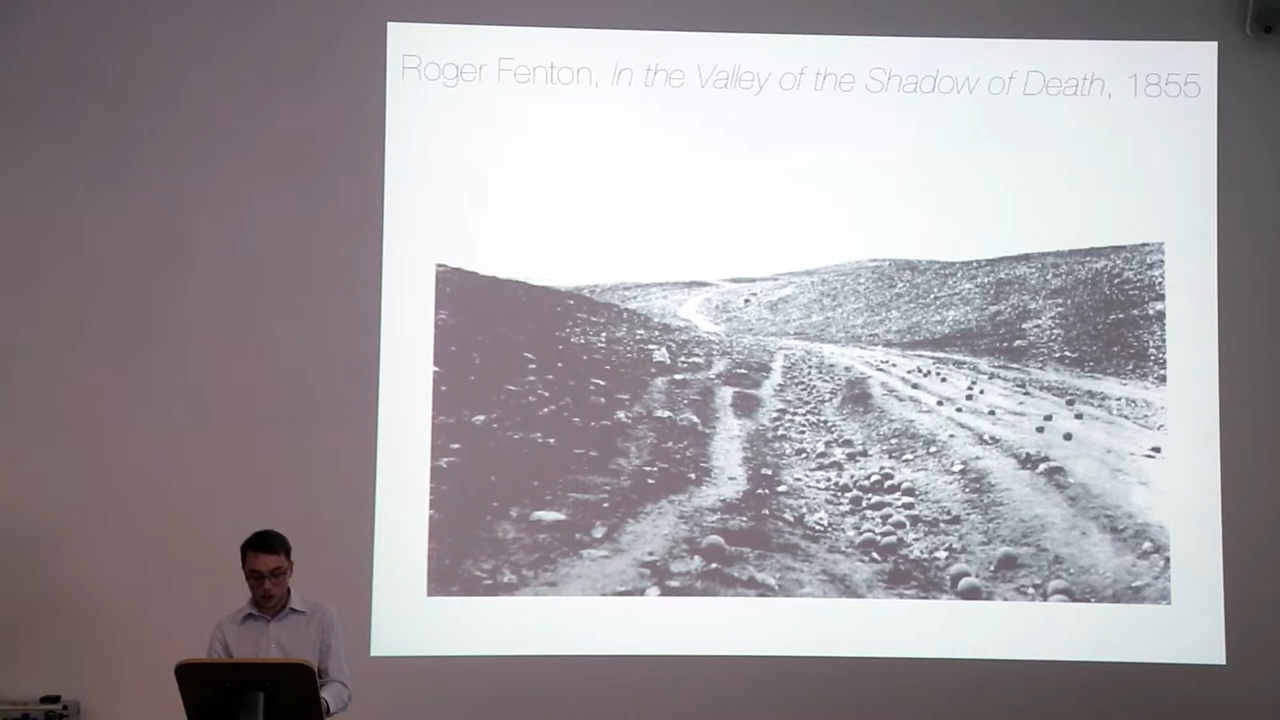 Roger Fenton, In the Valley of the Shadow of Death, 1855